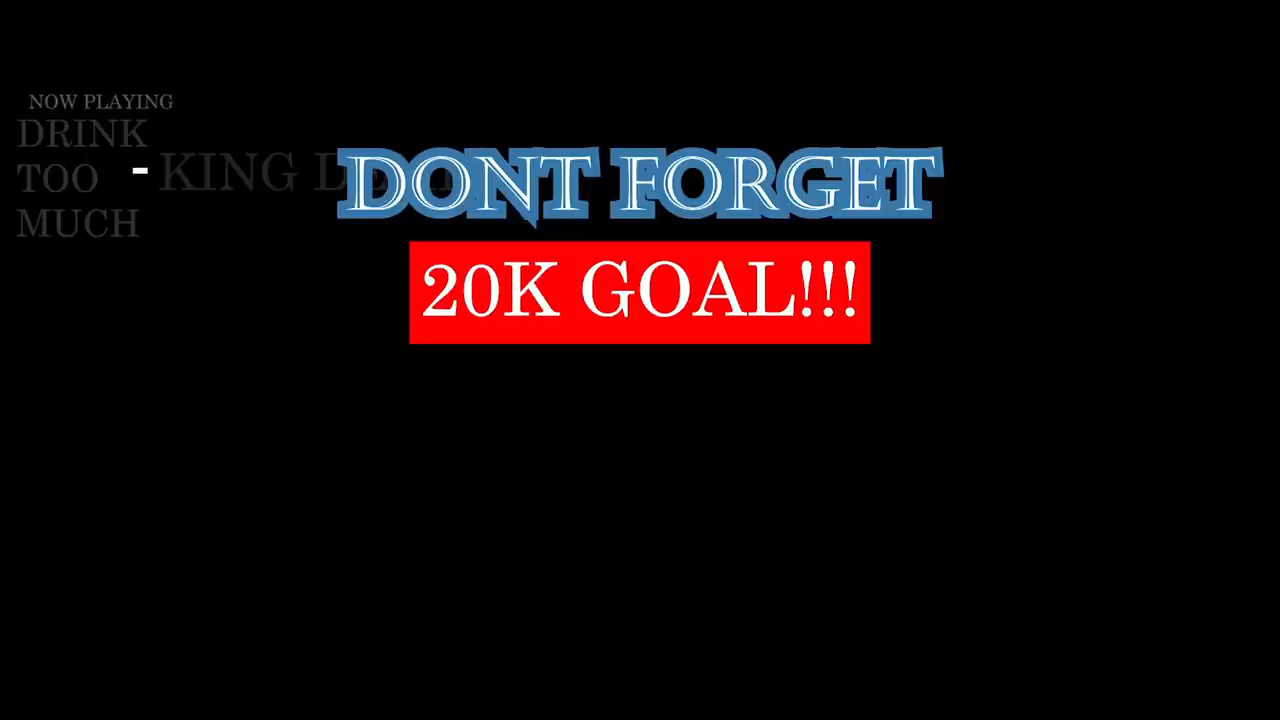 NOW PLAYING
DRINK
TOO
MUCH
- KING
DONT FORGET
20K GOAL!!!